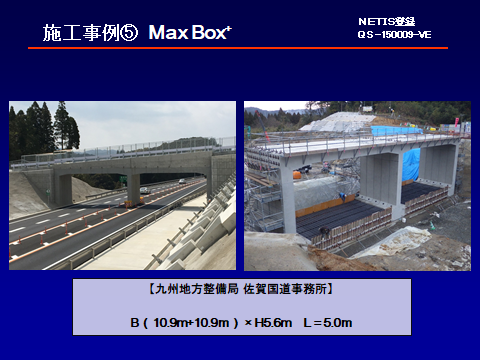 施工事例⑤ Max Box⁺
NETIS登録
QS-150009-VE
【九州地方整備局 佐賀国道事務所】
B（10.9m+10.9m）×H5.6m L=5.0m